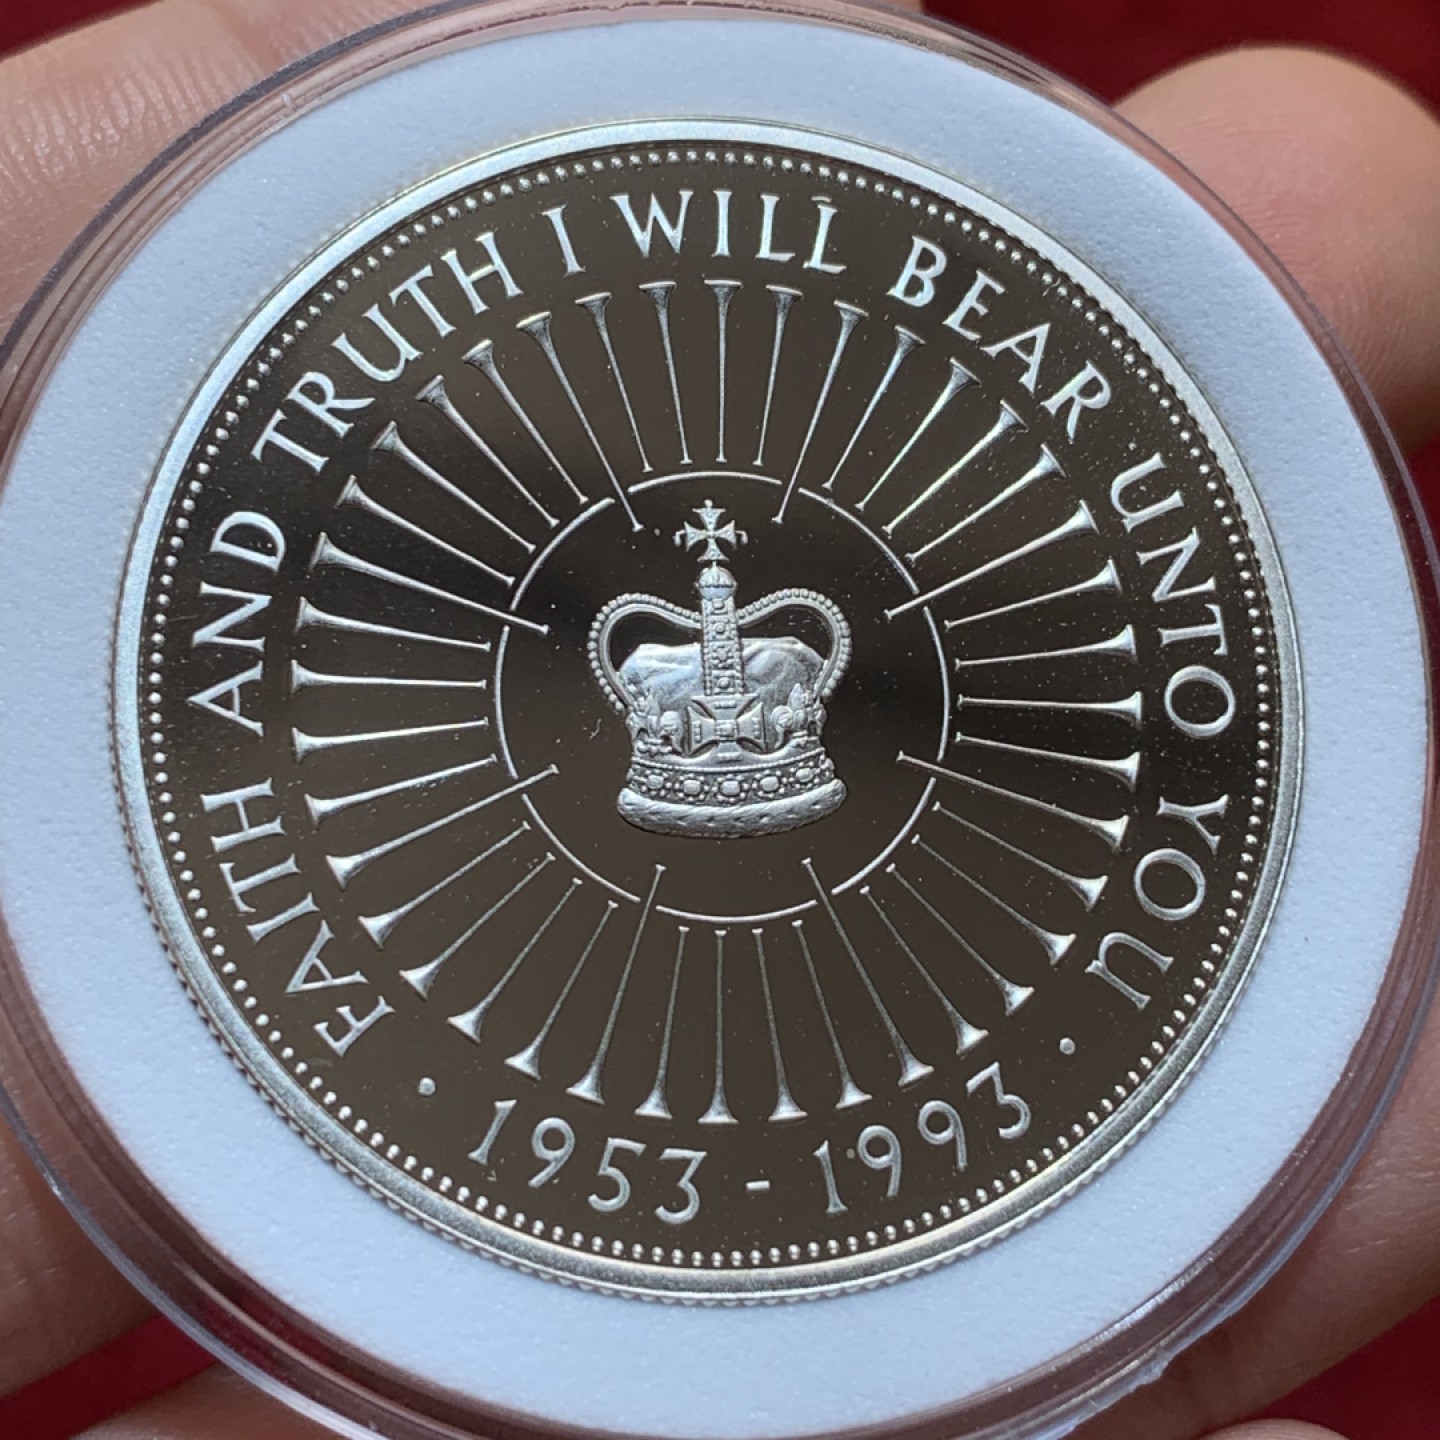 FAITH AND TRUTH I WILL BEAR UNTO YOU
· 1953 - 1993 ·